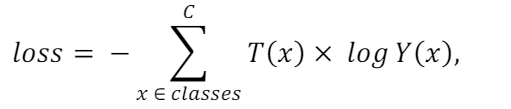 loss = − ∑_{x ∈ classes}^{C} T(x) × log Y(x),